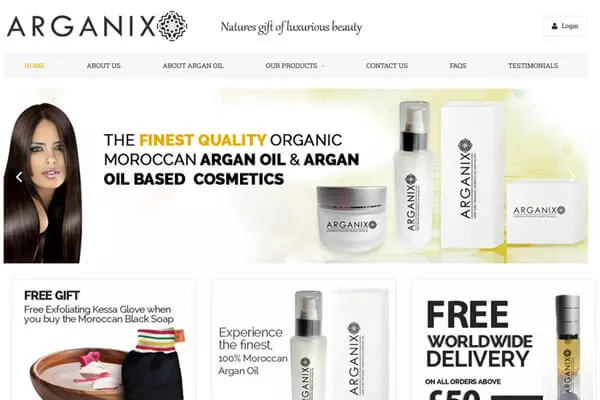 ARGANIX
Natures gift of luxurious beauty
Login
HOME
ABOUT US
ABOUT ARGAN OIL
OUR PRODUCTS
CONTACT US
FAQS
TESTIMONIALS
THE FINEST QUALITY ORGANIC
MOROCCAN ARGAN OIL & ARGAN
OIL BASED COSMETICS
ARGANIX
ARGANIX
ARGANIX
ARGANIX
FREE GIFT
Free Exfoliating Kessa Glove when
you buy the Moroccan Black Soap
Experience
the finest,
100% Moroccan
Argan Oil
ARGANIX
ARGANIX
FREE
WORLDWIDE
DELIVERY
ON ALL ORDERS ABOVE
£50